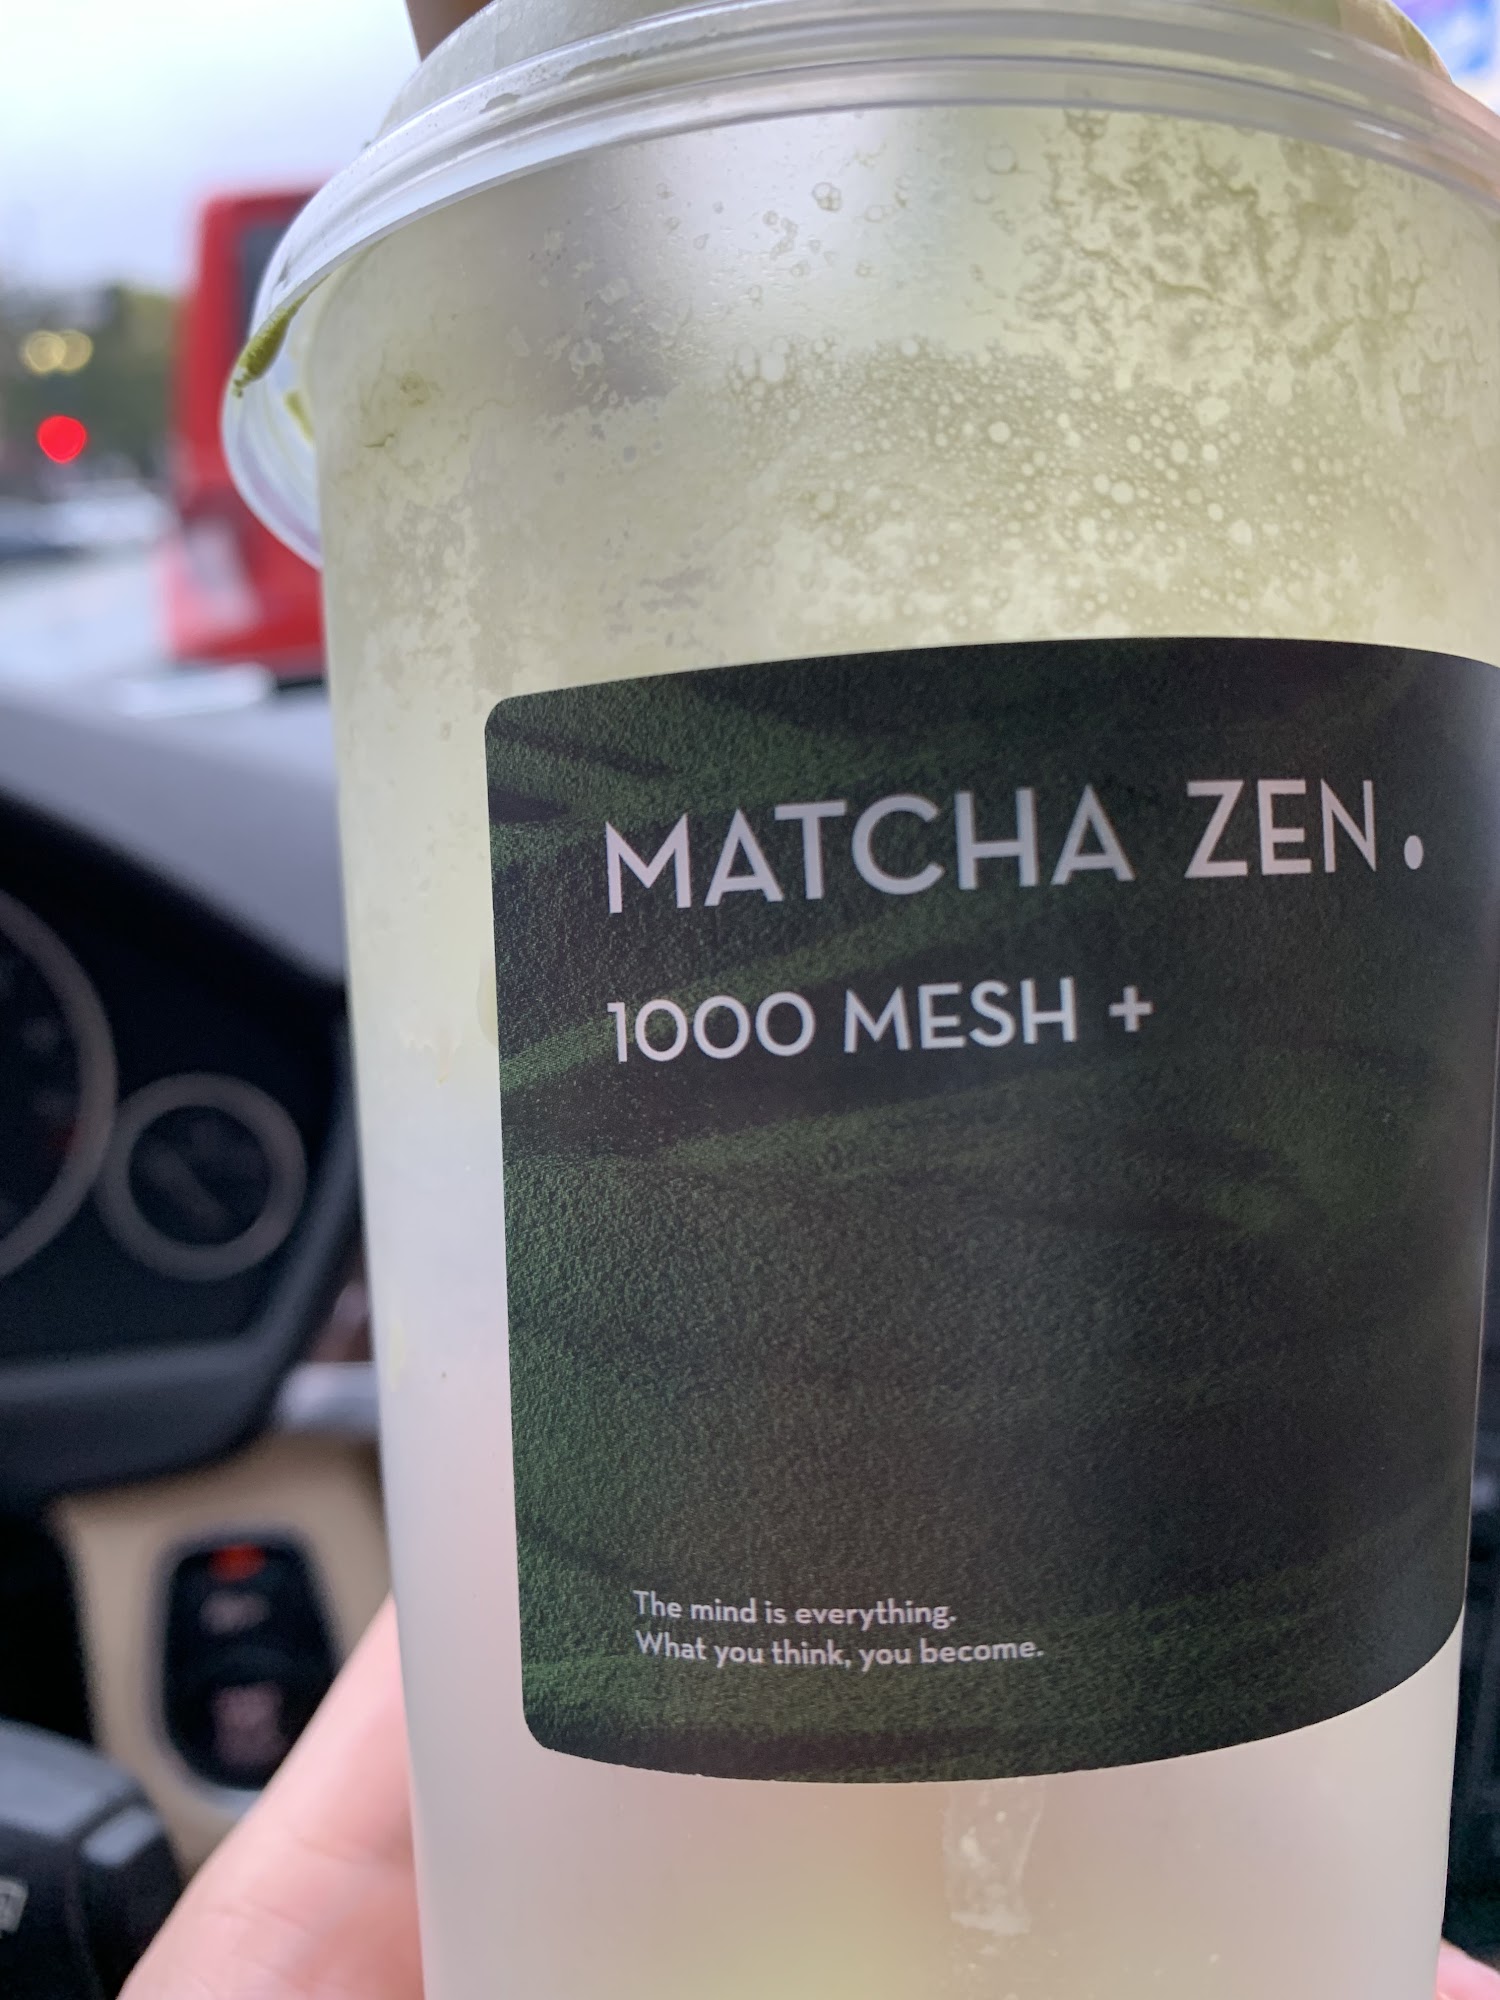 MATCHA ZEN.
1000 MESH +
The mind is everything.
What you think, you become.